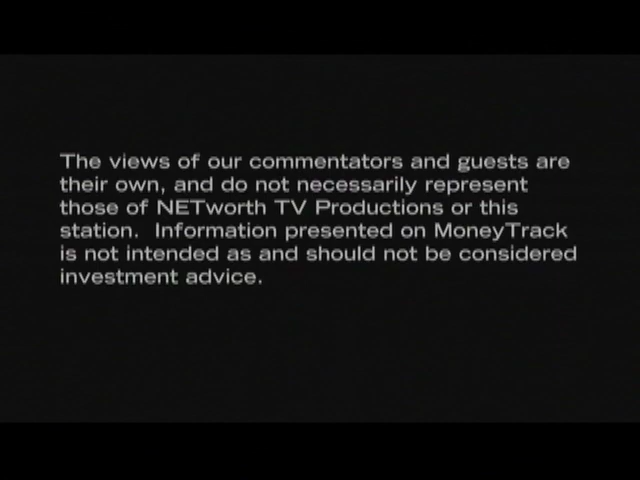 The views of our commentators and guests are
their own, and do not necessarily represent
those of NETworth TV Productions or this
station.  Information presented on MoneyTrack
is not intended as and should not be considered
investment advice.